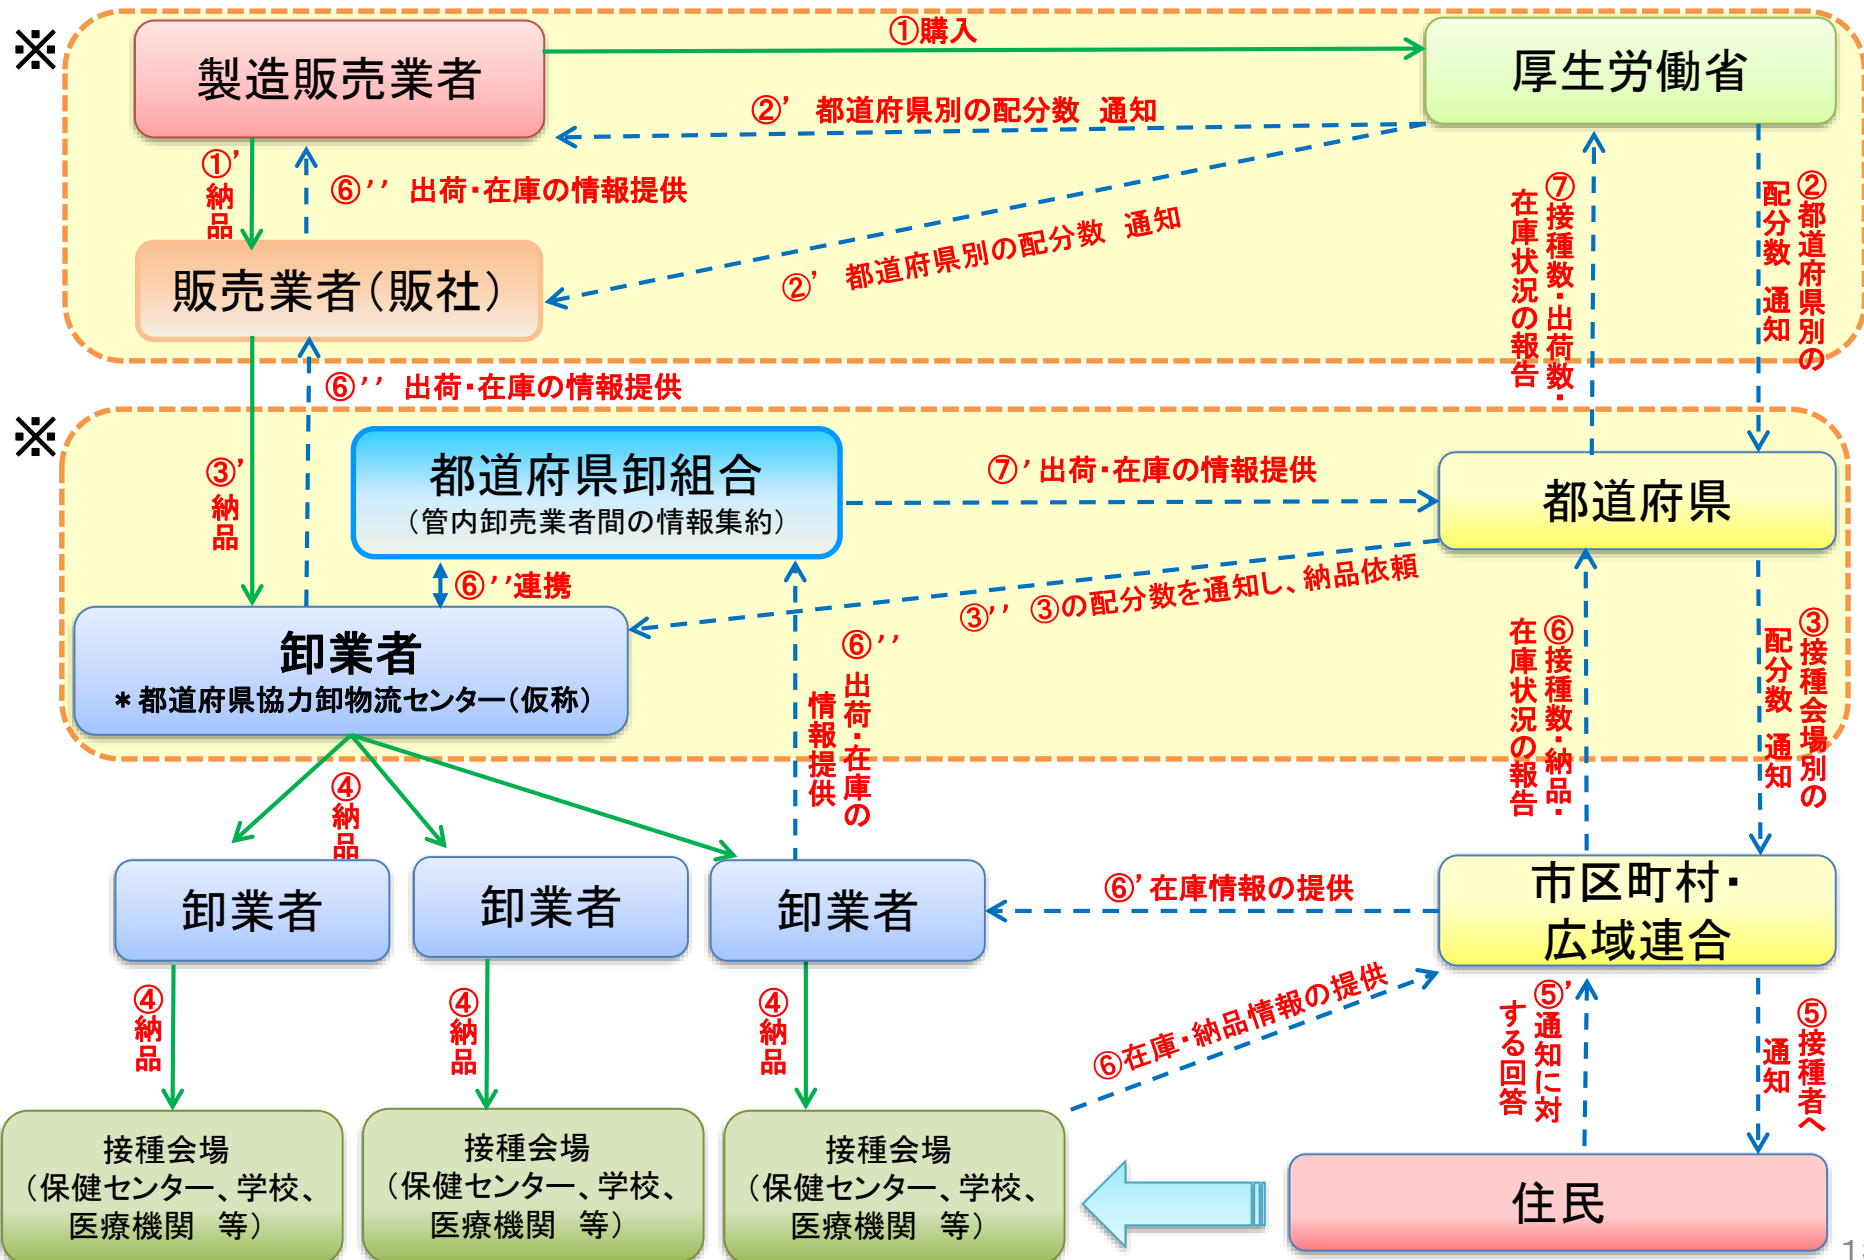 ※
製造販売業者
①購入
厚生労働省
②’ 都道府県別の配分数 通知
①’
納品
⑥’’ 出荷・在庫の情報提供
②’ 都道府県別の配分数 通知
⑦接種数・出荷数・
在庫状況の報告
②都道府県別の
配分数 通知
販売業者（販社）
⑥’’ 出荷・在庫の情報提供
※
③’
納品
都道府県卸組合
（管内卸売業者間の情報集約）
⑦’出荷・在庫の情報提供
都道府県
⑥’’連携
③’’ ③の配分数を通知し、納品依頼
卸業者
＊都道府県協力卸物流センター（仮称）
⑥’’出荷・在庫の
情報提供
⑥接種数・納品・
在庫状況の報告
③接種会場別の
配分数 通知
④納品
卸業者
卸業者
卸業者
⑥’在庫情報の提供
市区町村・
広域連合
④納品
④納品
④納品
⑥在庫・納品情報の提供
⑤’通知に対
する回答
⑤接種者へ
通知
接種会場
（保健センター、学校、
医療機関 等）
接種会場
（保健センター、学校、
医療機関 等）
接種会場
（保健センター、学校、
医療機関 等）
住民